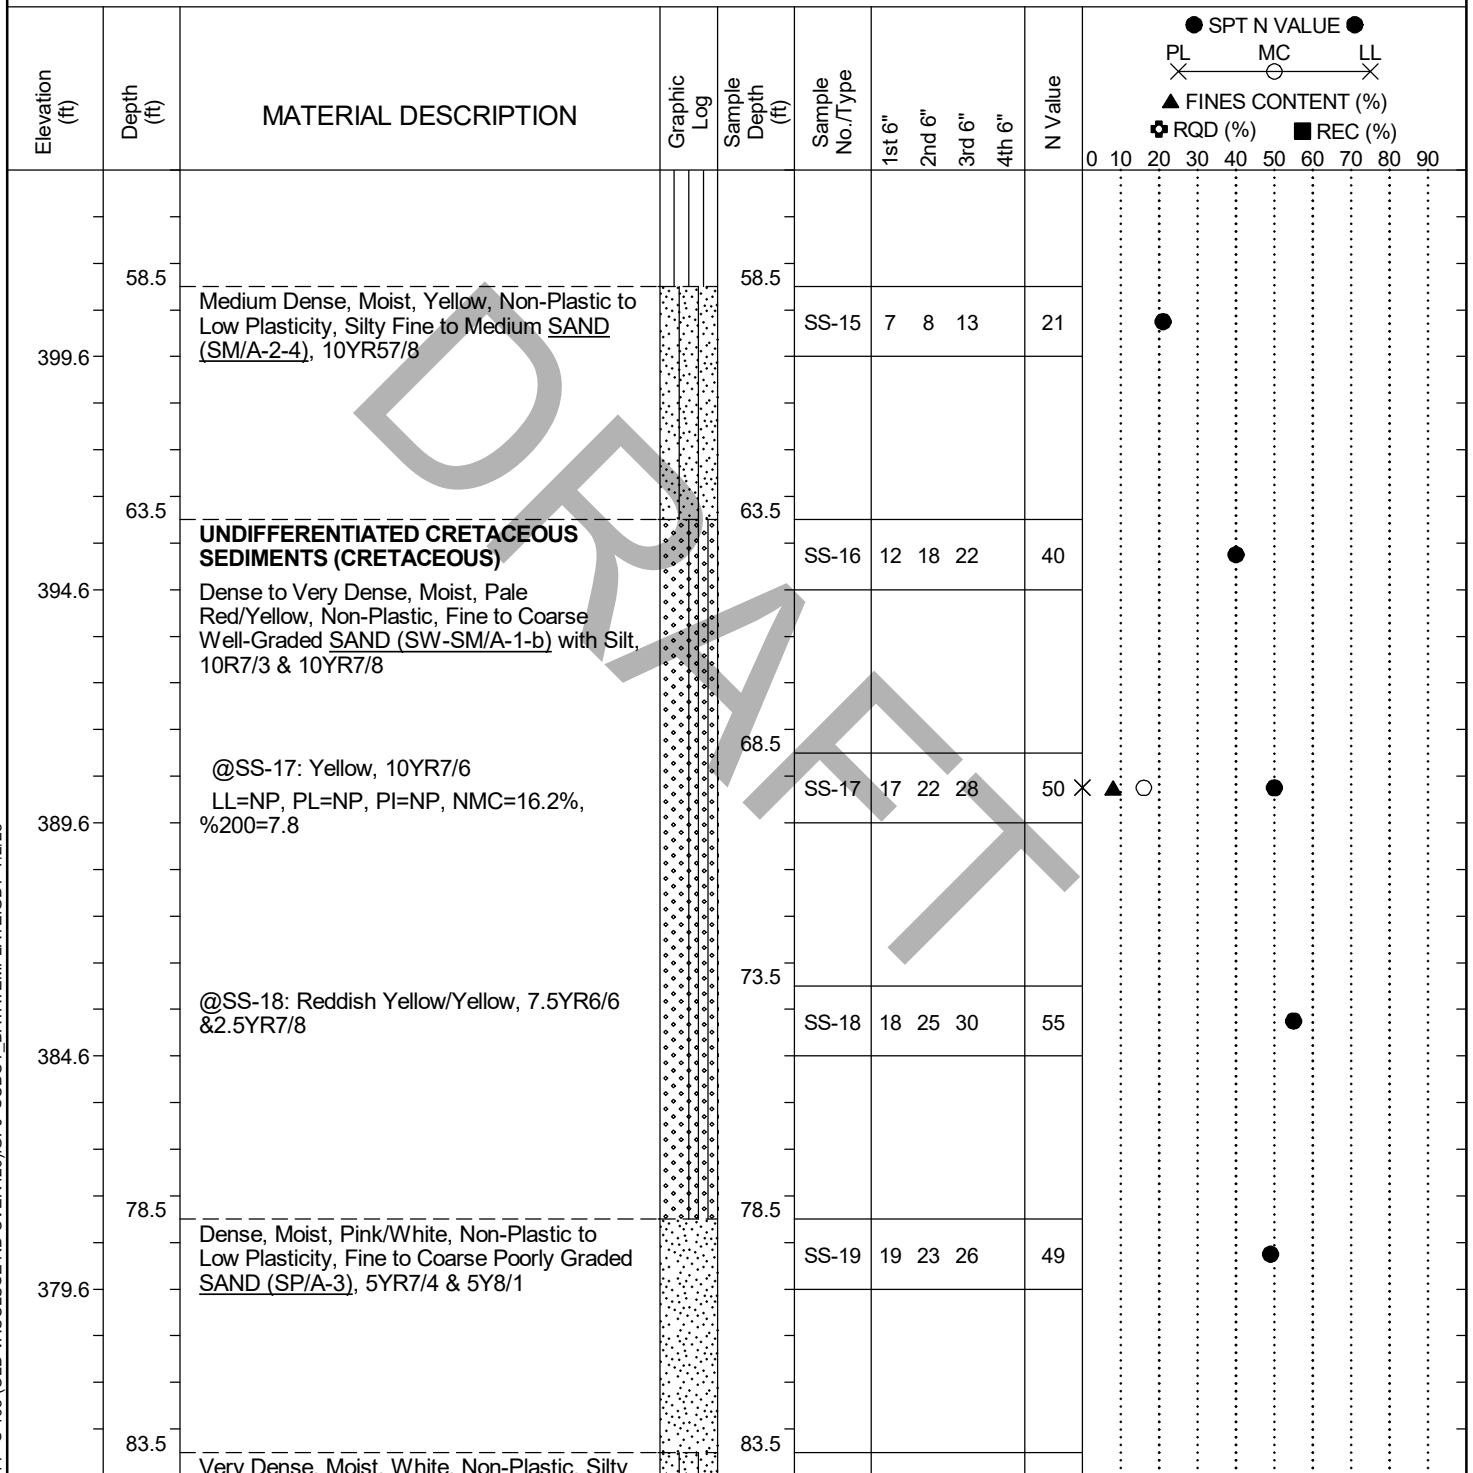 ● SPT N VALUE ●
PL MC LL
▲ FINES CONTENT (%)
RQD (%) ■ REC (%)
Elevation (ft)
Depth (ft)
MATERIAL DESCRIPTION
Graphic Log
Sample Depth (ft)
Sample No./Type
1st 6"
2nd 6"
3rd 6"
4th 6"
N Value
0 10 20 30 40 50 60 70 80 90
58.5 58.5
Medium Dense, Moist, Yellow, Non-Plastic to
Low Plasticity, Silty Fine to Medium SAND
(SM/A-2-4), 10YR57/8
SS-15 7 8 13 21
399.6
63.5 63.5
UNDIFFERENTIATED CRETACEOUS
SEDIMENTS (CRETACEOUS)
SS-16 12 18 22 40
394.6
Dense to Very Dense, Moist, Pale
Red/Yellow, Non-Plastic, Fine to Coarse
Well-Graded SAND (SW-SM/A-1-b) with Silt,
10R7/3 & 10YR7/8
68.5
@SS-17: Yellow, 10YR7/6
LL=NP, PL=NP, PI=NP, NMC=16.2%,
%200=7.8
SS-17 17 22 28 50
389.6
73.5
@SS-18: Reddish Yellow/Yellow, 7.5YR6/6
&2.5YR7/8
SS-18 18 25 30 55
384.6
78.5 78.5
Dense, Moist, Pink/White, Non-Plastic to
Low Plasticity, Fine to Coarse Poorly Graded
SAND (SP/A-3), 5YR7/4 & 5Y8/1
SS-19 19 23 26 49
379.6
83.5 83.5
Very Dense, Moist, White, Non-Plastic, Silty
DRAFT